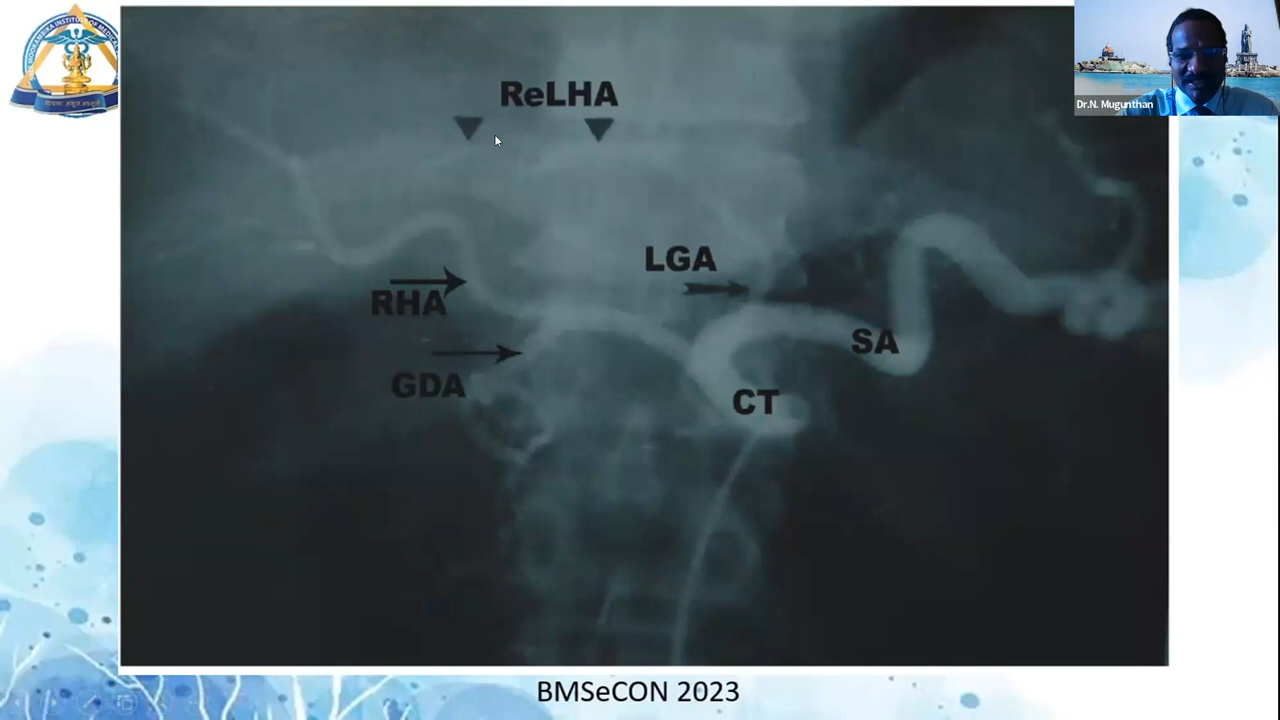 ReLHA
Dr.N. Mugunthan
LGA
RHA
SA
GDA
CT
BMSeCON 2023